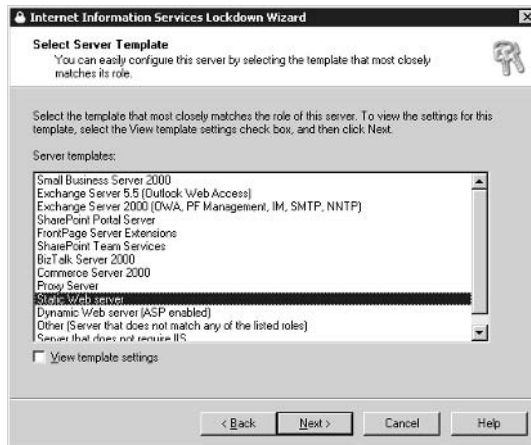 Internet Information Services Lockdown Wizard
Select Server Template
You can easily configure this server by selecting the template that most closely
matches its role.
Select the template that most closely matches the role of this server. To view the settings for this
template, select the View template settings check box, and then click Next.
Server templates:
Small Business Server 2000
Exchange Server 5.5 (Outlook Web Access)
Exchange Server 2000 (OWA, PF Management, IM, SMTP, NNTP)
SharePoint Portal Server
FrontPage Server Extensions
SharePoint Team Services
BizTalk Server 2000
Commerce Server 2000
Proxy Server
Static Web server
Dynamic Web server (ASP enabled)
Other (Server that does not match any of the listed roles)
Server that does not require IIS
View template settings
< Back
Next >
Cancel
Help